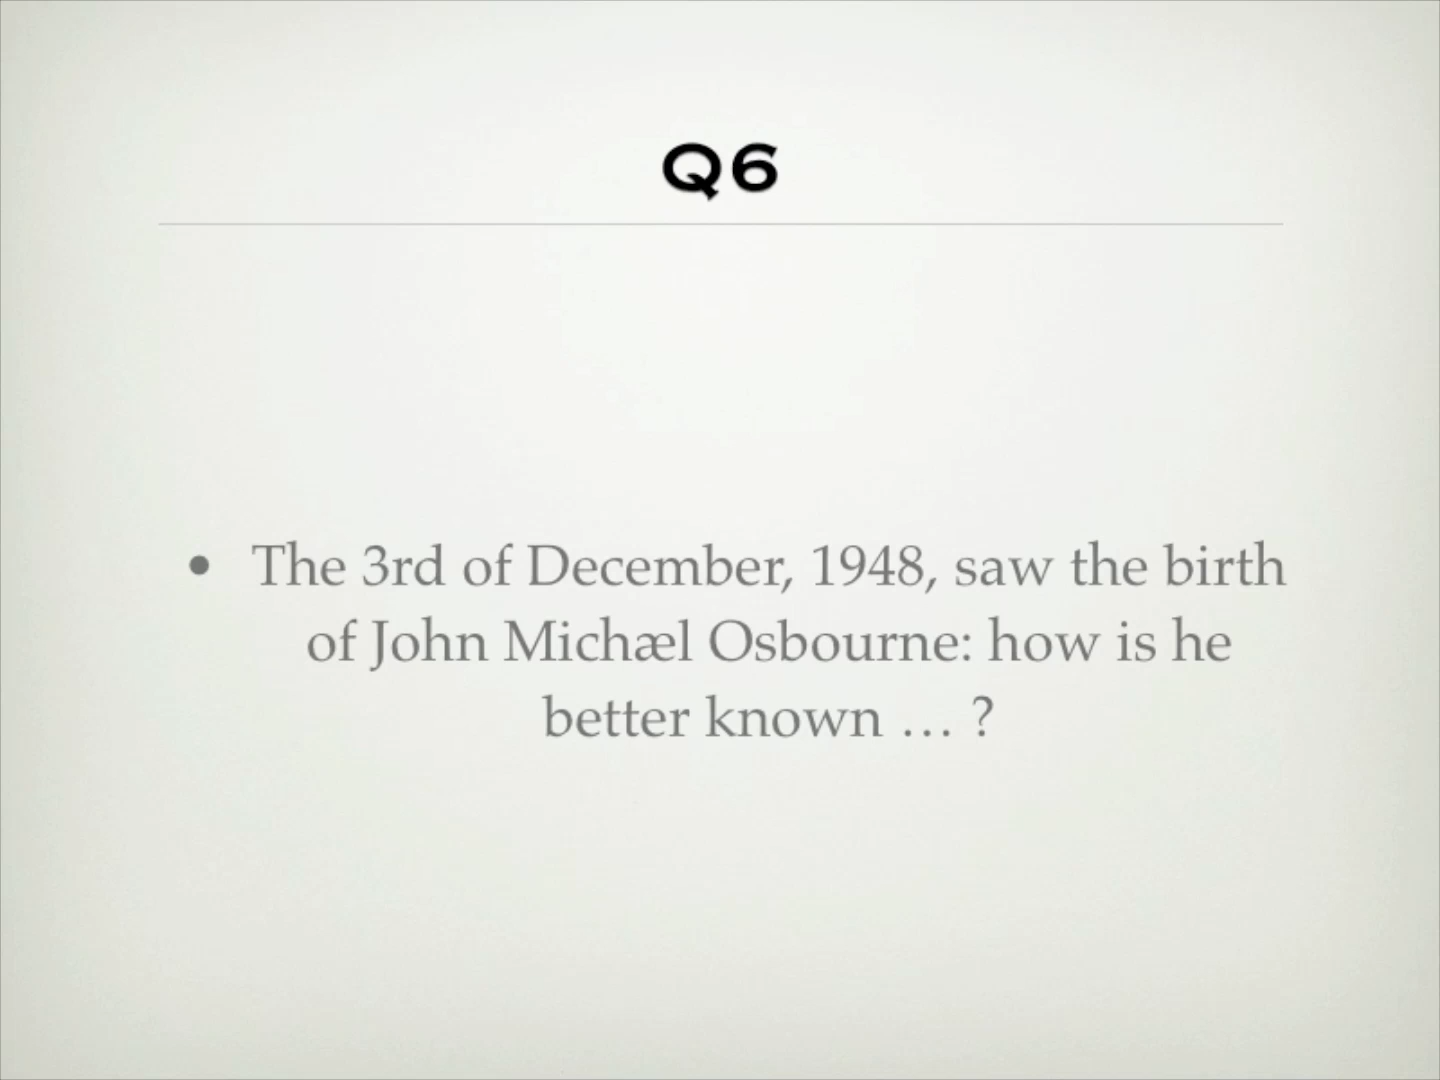 Q6
• The 3rd of December, 1948, saw the birth
of John Michæl Osbourne: how is he
better known … ?